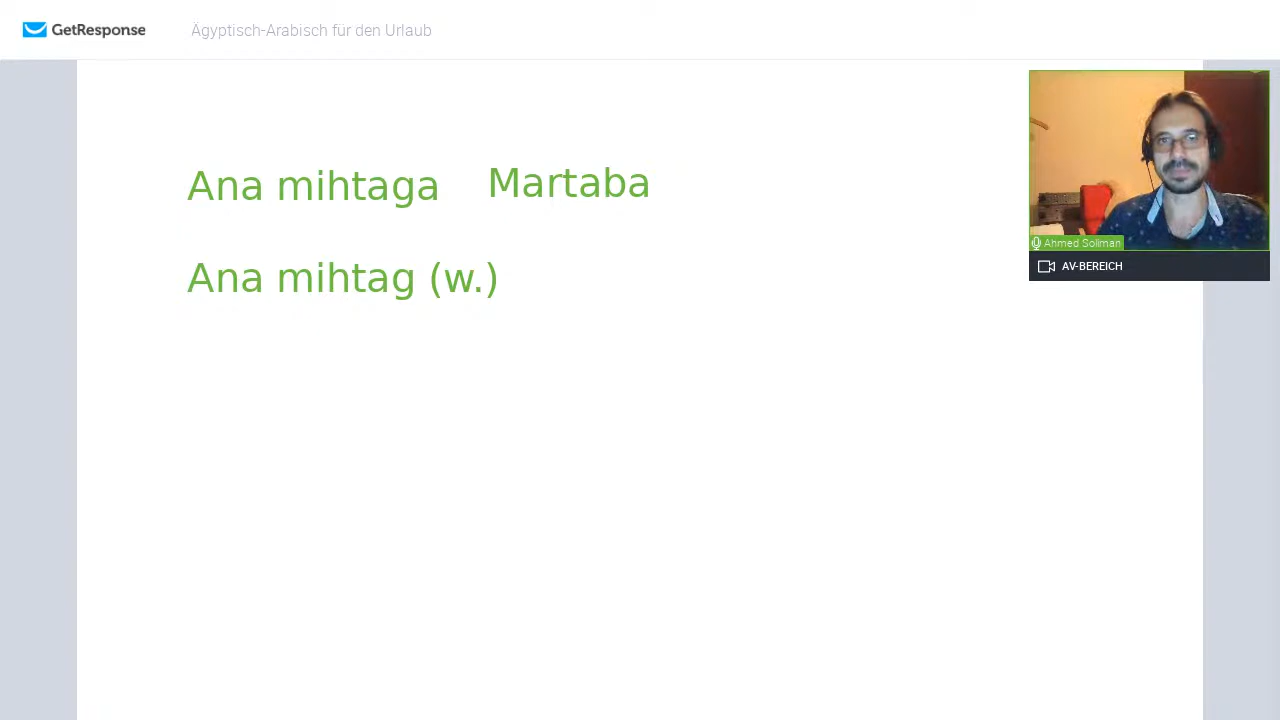 GetResponse Ägyptisch-Arabisch für den Urlaub
Ana mihtaga Martaba
Ana mihtag (w.)
Ahmed Soliman
AV-BEREICH